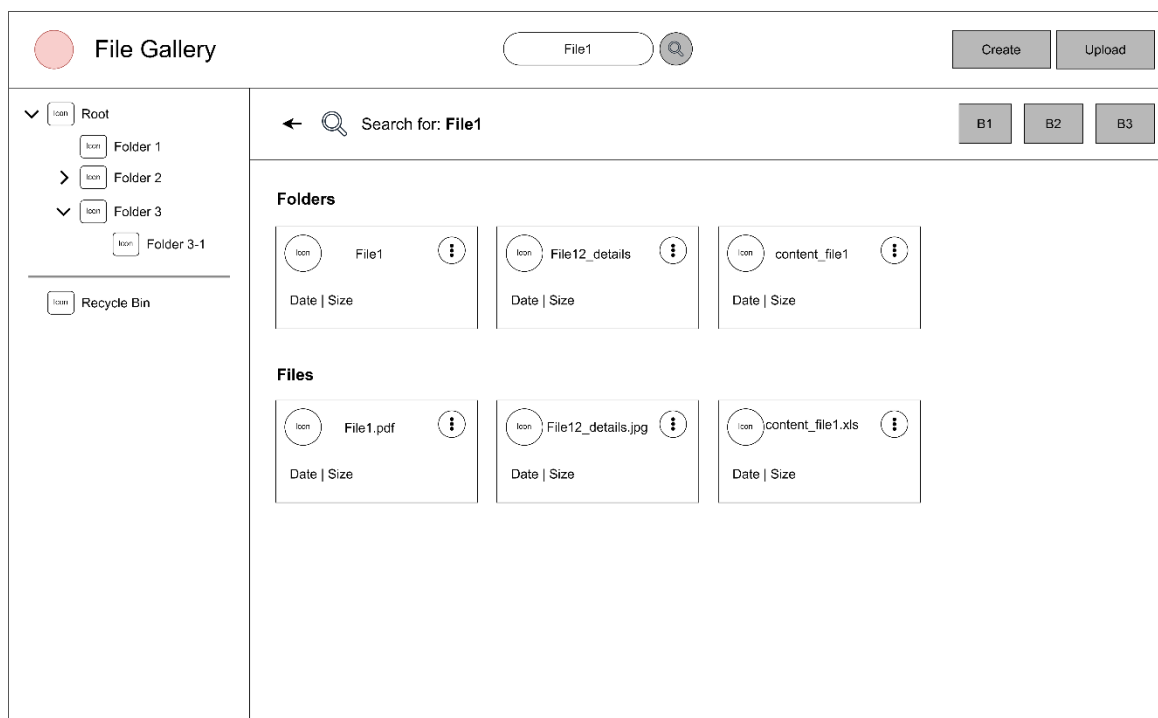 File Gallery
File1
Create
Upload
Icon
Root
Icon
Folder 1
Icon
Folder 2
Icon
Folder 3
Icon
Folder 3-1
Icon
Recycle Bin
Search for: File1
B1
B2
B3
Folders
Icon
File1
Date | Size
Icon
File12_details
Date | Size
Icon
content_file1
Date | Size
Files
Icon
File1.pdf
Date | Size
Icon
File12_details.jpg
Date | Size
Icon
content_file1.xls
Date | Size